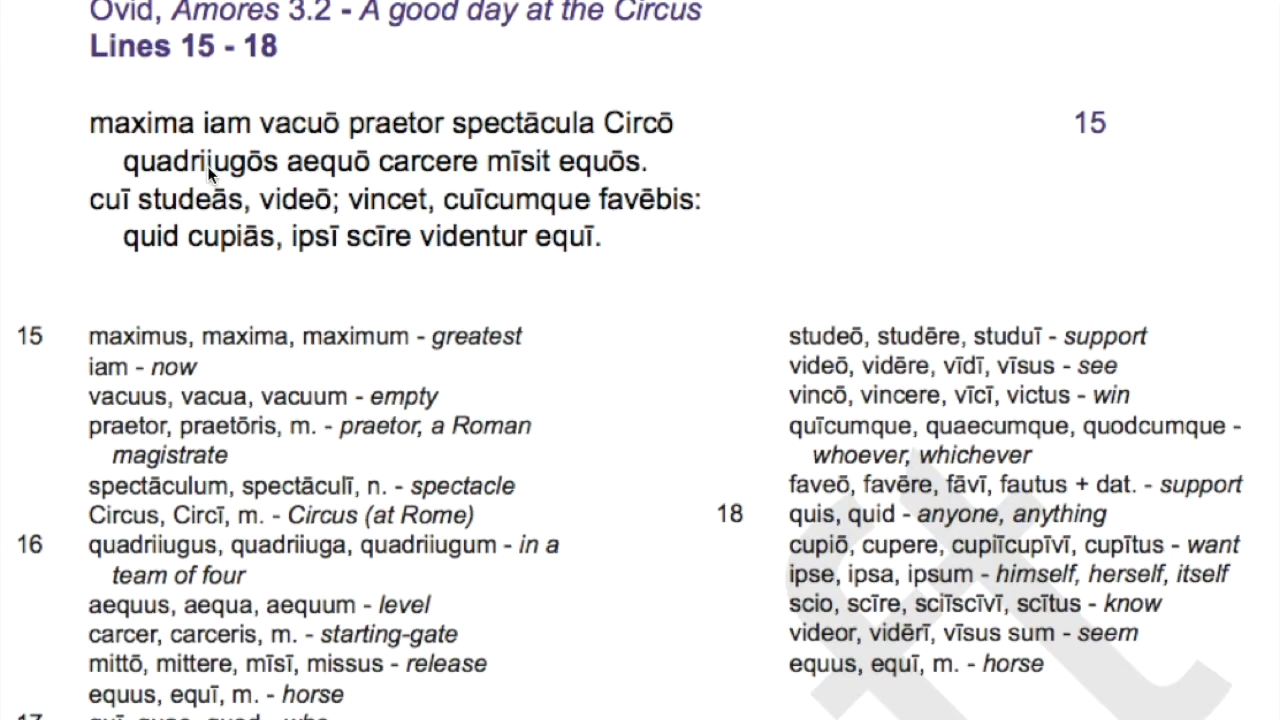 Ovid, Amores 3.2 - A good day at the Circus
Lines 15 - 18
maxima iam vacuō praetor spectācula Circō 15
quadriiugōs aequō carcere mīsit equōs.
cuī studeās, videō; vincet, cuīcumque favēbis:
quid cupiās, ipsī scīre videntur equī.
15 maximus, maxima, maximum - greatest
iam - now
vacuus, vacua, vacuum - empty
praetor, praetōris, m. - praetor, a Roman
magistrate
spectāculum, spectāculī, n. - spectacle
Circus, Circī, m. - Circus (at Rome)
16 quadriiugus, quadriiuga, quadriiugum - in a
team of four
aequus, aequa, aequum - level
carcer, carceris, m. - starting-gate
mittō, mittere, mīsī, missus - release
equus, equī, m. - horse
17 quī, quae, quod - who
studeō, studēre, studuī - support
videō, vidēre, vīdī, vīsus - see
vincō, vincere, vīcī, victus - win
quīcumque, quaecumque, quodcumque -
whoever, whichever
faveō, favēre, fāvī, fautus + dat. - support
18 quis, quid - anyone, anything
cupiō, cupere, cupiīcupīvī, cupītus - want
ipse, ipsa, ipsum - himself, herself, itself
scio, scīre, sciīscīvī, scītus - know
videor, vidērī, vīsus sum - seem
equus, equī, m. - horse